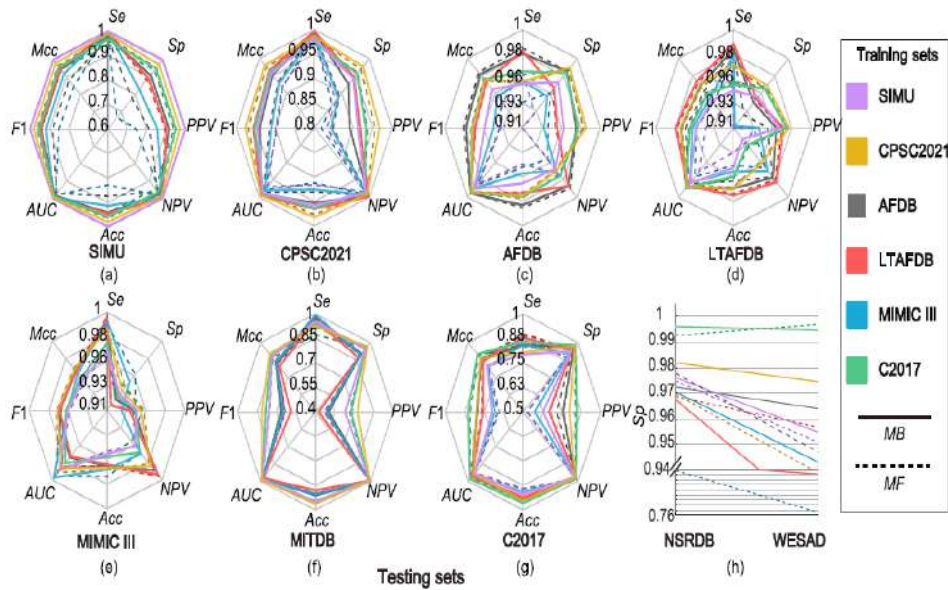 Se
Sp
PPV
NPV
Acc
AUC
F1
Mcc
1
0.9
0.8
0.7
0.6
SIMU
(a)
Se
Sp
PPV
NPV
Acc
AUC
F1
Mcc
1
0.95
0.9
0.85
0.8
CPSC2021
(b)
Se
Sp
PPV
NPV
Acc
AUC
F1
Mcc
1
0.98
0.96
0.93
0.91
AFDB
(c)
Se
Sp
PPV
NPV
Acc
AUC
F1
Mcc
1
0.98
0.96
0.93
0.91
LTAFDB
(d)
Se
Sp
PPV
NPV
Acc
AUC
F1
Mcc
1
0.98
0.96
0.93
0.91
MIMIC III
(e)
Se
Sp
PPV
NPV
Acc
AUC
F1
Mcc
1
0.85
0.7
0.55
0.4
MITDB
(f)
Se
Sp
PPV
NPV
Acc
AUC
F1
Mcc
1
0.88
0.75
0.63
0.5
C2017
(g)
1
0.99
0.98
0.97
0.96
0.95
0.94
0.76
Sp
NSRDB WESAD
(h)
Testing sets
Training sets
SIMU
CPSC2021
AFDB
LTAFDB
MIMIC III
C2017
MB
MF